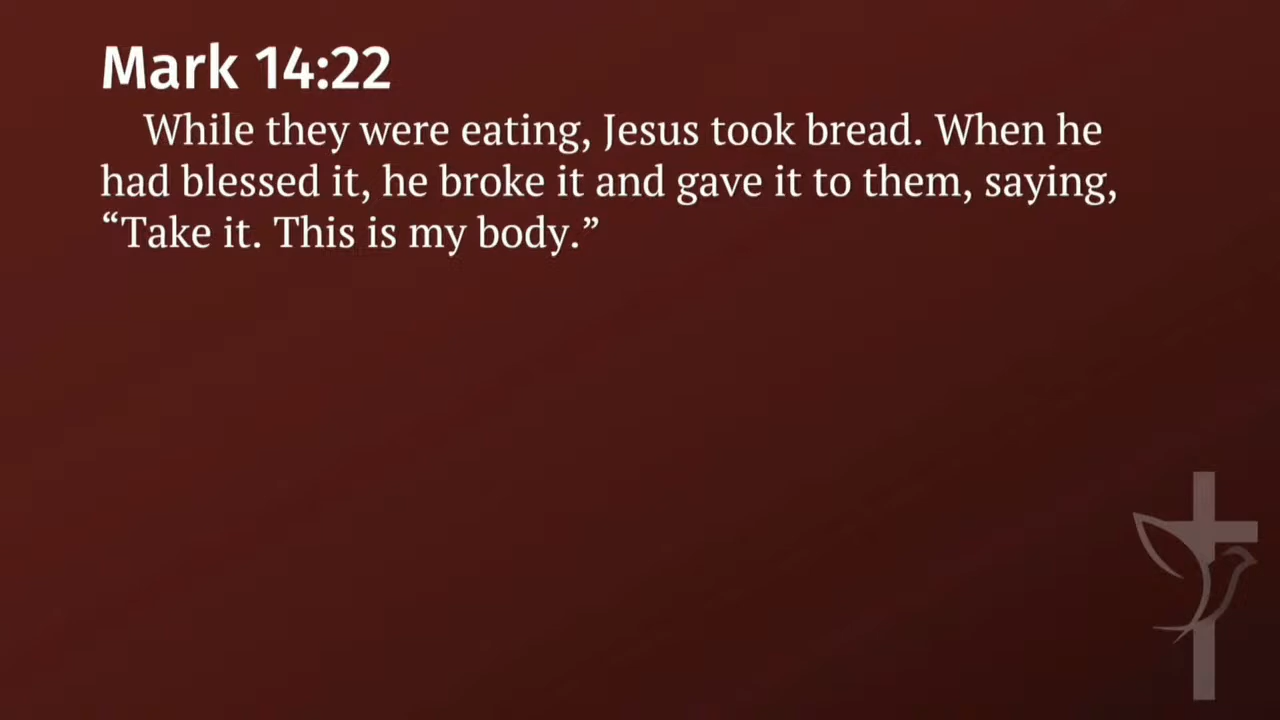 Mark 14:22
While they were eating, Jesus took bread. When he
had blessed it, he broke it and gave it to them, saying,
“Take it. This is my body.”